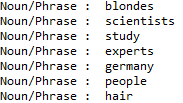 Noun/Phrase :  blondes
Noun/Phrase :  scientists
Noun/Phrase :  study
Noun/Phrase :  experts
Noun/Phrase :  germany
Noun/Phrase :  people
Noun/Phrase :  hair